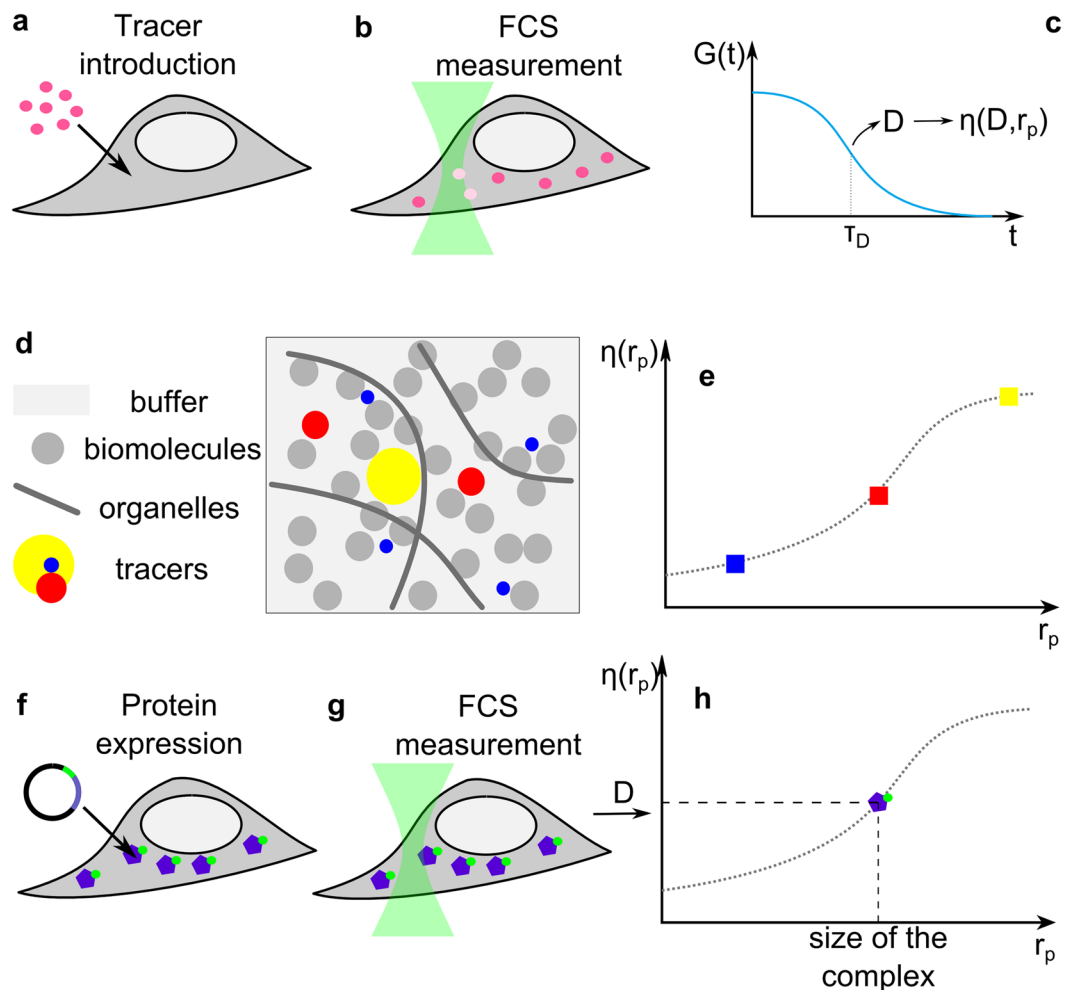 a
Tracer
introduction
b
FCS
measurement
c
G(t)
D → η(D,rₚ)
τ_D
t
d
buffer
biomolecules
organelles
tracers
e
η(rₚ)
rₚ
f
Protein
expression
g
FCS
measurement
D
h
η(rₚ)
size of the
complex
rₚ